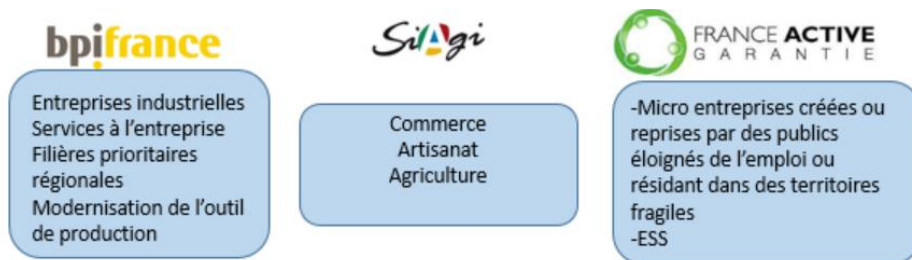 bpifrance
Entreprises industrielles
Services à l'entreprise
Filières prioritaires
régionales
Modernisation de l'outil
de production
SiAgi
Commerce
Artisanat
Agriculture
FRANCE ACTIVE
GARANTIE
-Micro entreprises créées ou
reprises par des publics
éloignés de l'emploi ou
résidant dans des territoires
fragiles
-ESS